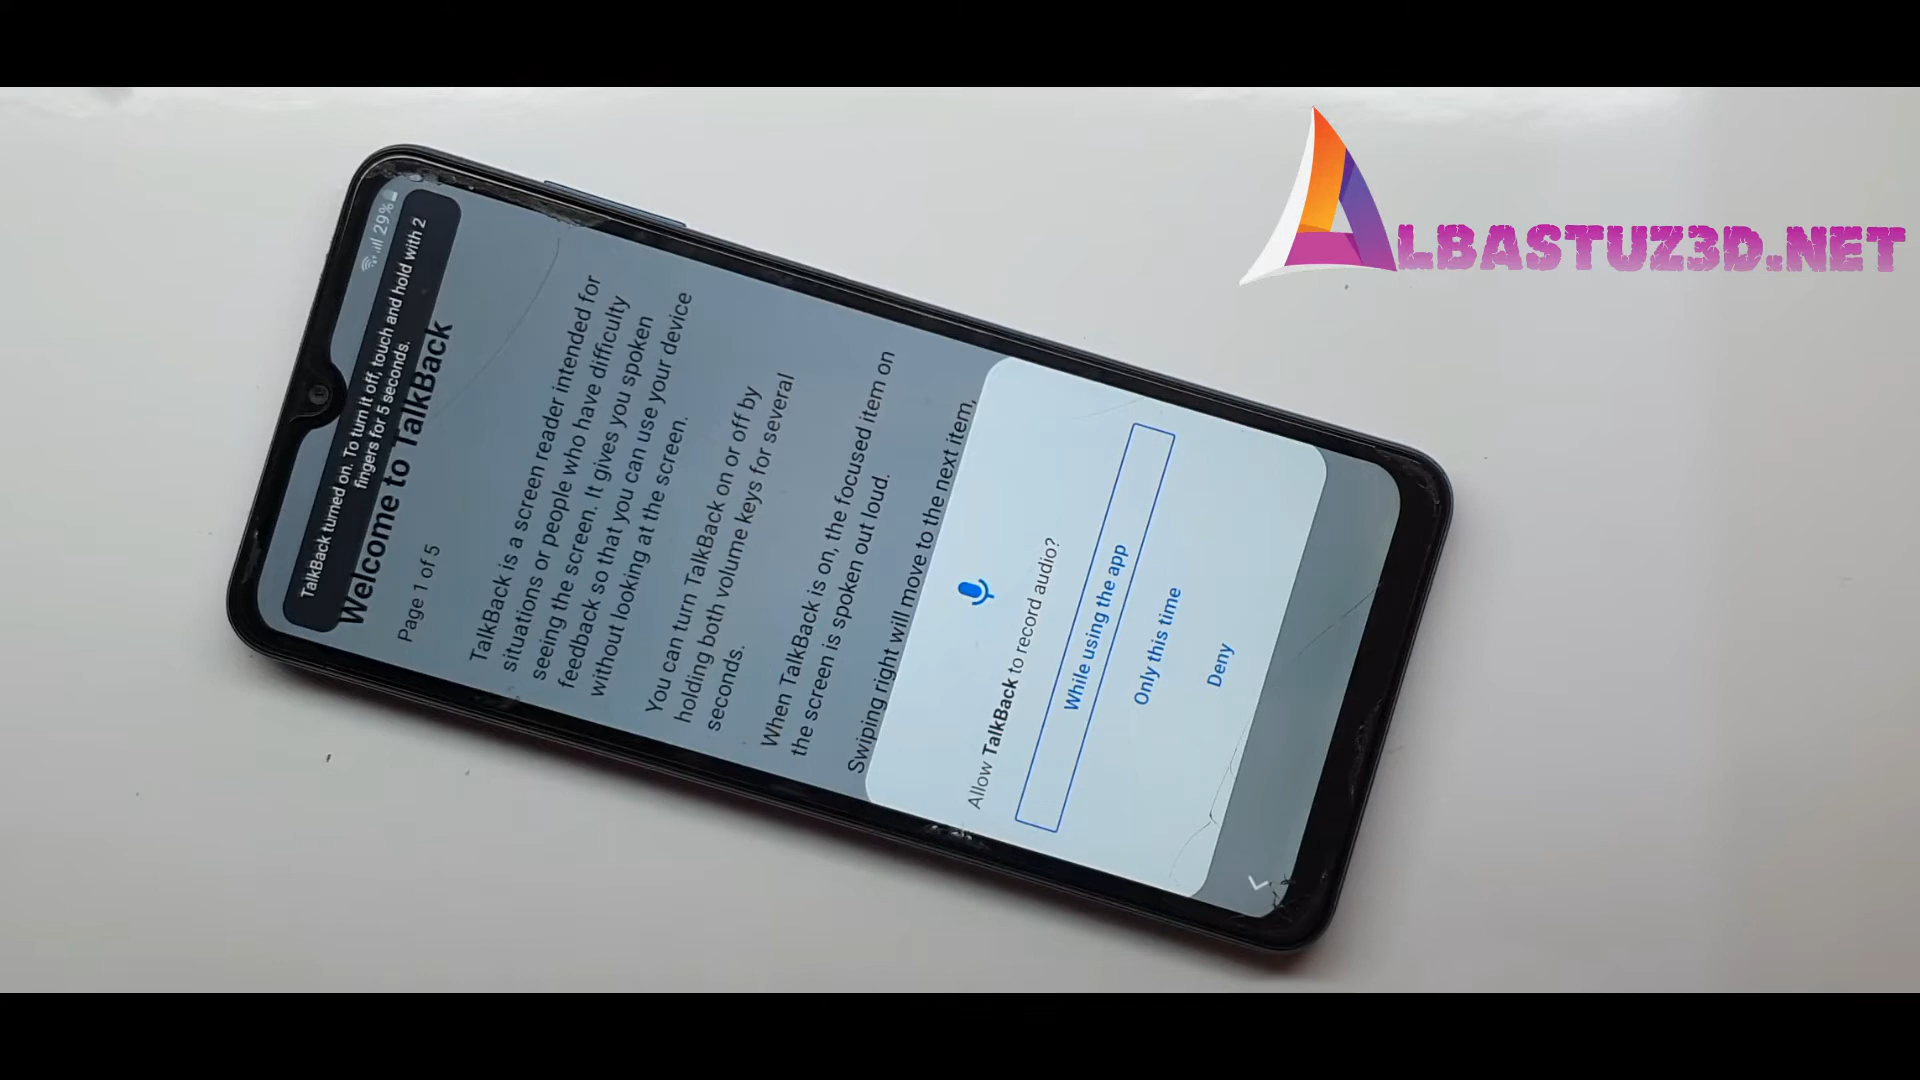 ALBASTUZ3D.NET
29%
TalkBack turned on. To turn it off, touch and hold with 2
fingers for 5 seconds.
Welcome to TalkBack
Page 1 of 5
TalkBack is a screen reader intended for
situations or people who have difficulty
seeing the screen. It gives you spoken
feedback so that you can use your device
without looking at the screen.
You can turn TalkBack on or off by
holding both volume keys for several
seconds.
When TalkBack is on, the focused item on
the screen is spoken out loud.
Swiping right will move to the next item,
Allow TalkBack to record audio?
While using the app
Only this time
Deny